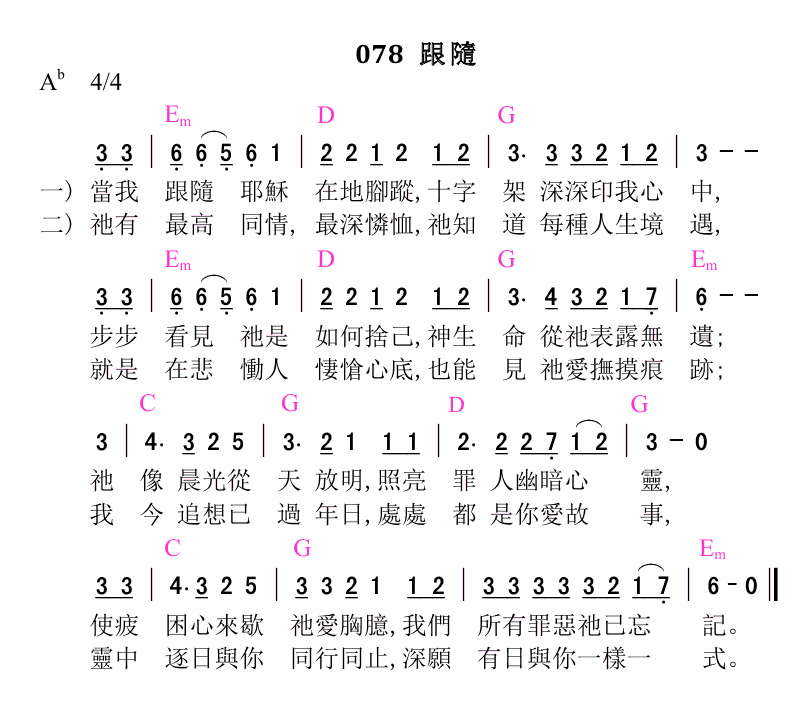 078 跟隨
A♭ 4/4
Em D G
3 3 | 6 6 5 6 1 | 2 2 1 2 1 2 | 3. 3 3 2 1 2 | 3 - -
一) 當我 跟隨 耶穌 在地腳蹤, 十字 架 深深印我心 中,
二) 祂有 最高 同情, 最深憐恤, 祂知 道 每種人生境 遇,
Em D G Em
3 3 | 6 6 5 6 1 | 2 2 1 2 1 2 | 3. 4 3 2 1 7 | 6 - -
步步 看見 祂是 如何捨己, 神生 命 從祂表露無 遺;
就是 在悲 慟人 悽愴心底, 也能 見 祂愛撫摸痕 跡;
C G D G
3 | 4. 3 2 5 | 3. 2 1 1 1 | 2. 2 2 7 1 2 | 3 - 0
祂 像 晨光從 天 放明, 照亮 罪 人幽暗心 靈,
我 今 追想已 過 年日, 處處 都 是你愛故 事,
C G Em
3 3 | 4. 3 2 5 | 3 3 2 1 1 2 | 3 3 3 3 3 2 1 7 | 6 - 0
使疲 困心來歇 祂愛胸臆, 我們 所有罪惡祂已忘 記。
靈中 逐日與你 同行同止, 深願 有日與你一樣一 式。